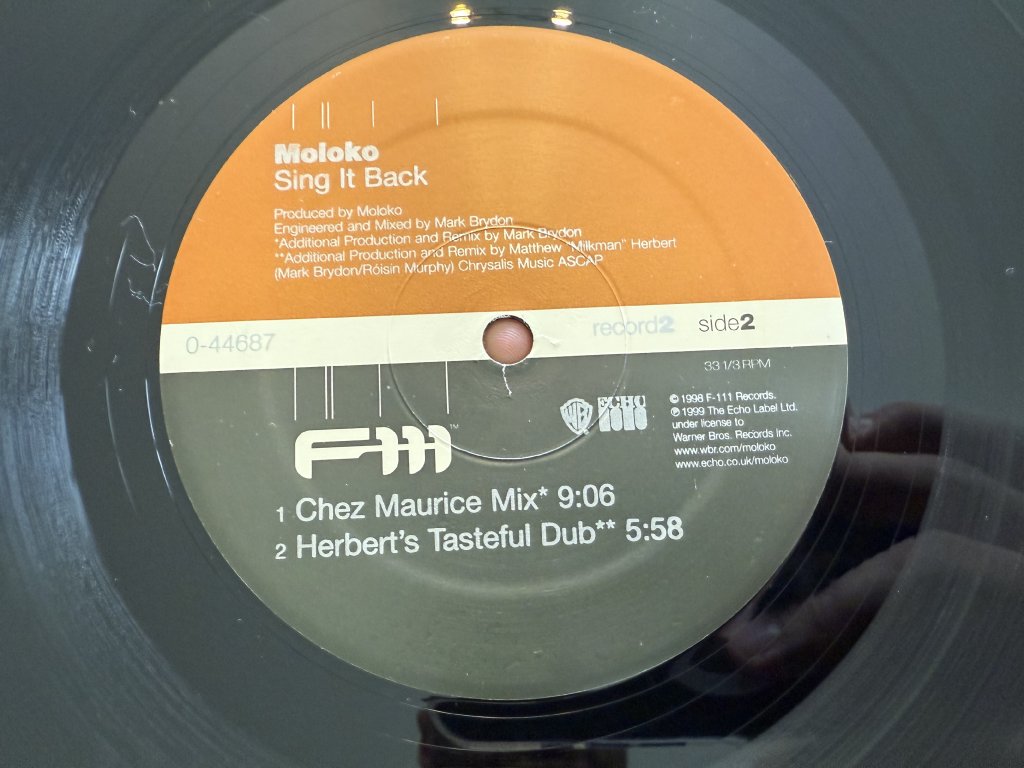 Moloko
Sing It Back
Produced by Moloko
Engineered and Mixed by Mark Brydon
*Additional Production and Remix by Mark Brydon
**Additional Production and Remix by Matthew "Milkman" Herbert
(Mark Brydon/Róisin Murphy) Chrysalis Music ASCAP
0-44687 record2 side2
33 1/3 RPM
F-111™
WB ECHO
© 1998 F-111 Records.
℗ 1999 The Echo Label Ltd.
under license to
Warner Bros. Records Inc.
www.wbr.com/moloko
www.echo.co.uk/moloko
1 Chez Maurice Mix* 9:06
2 Herbert's Tasteful Dub** 5:58